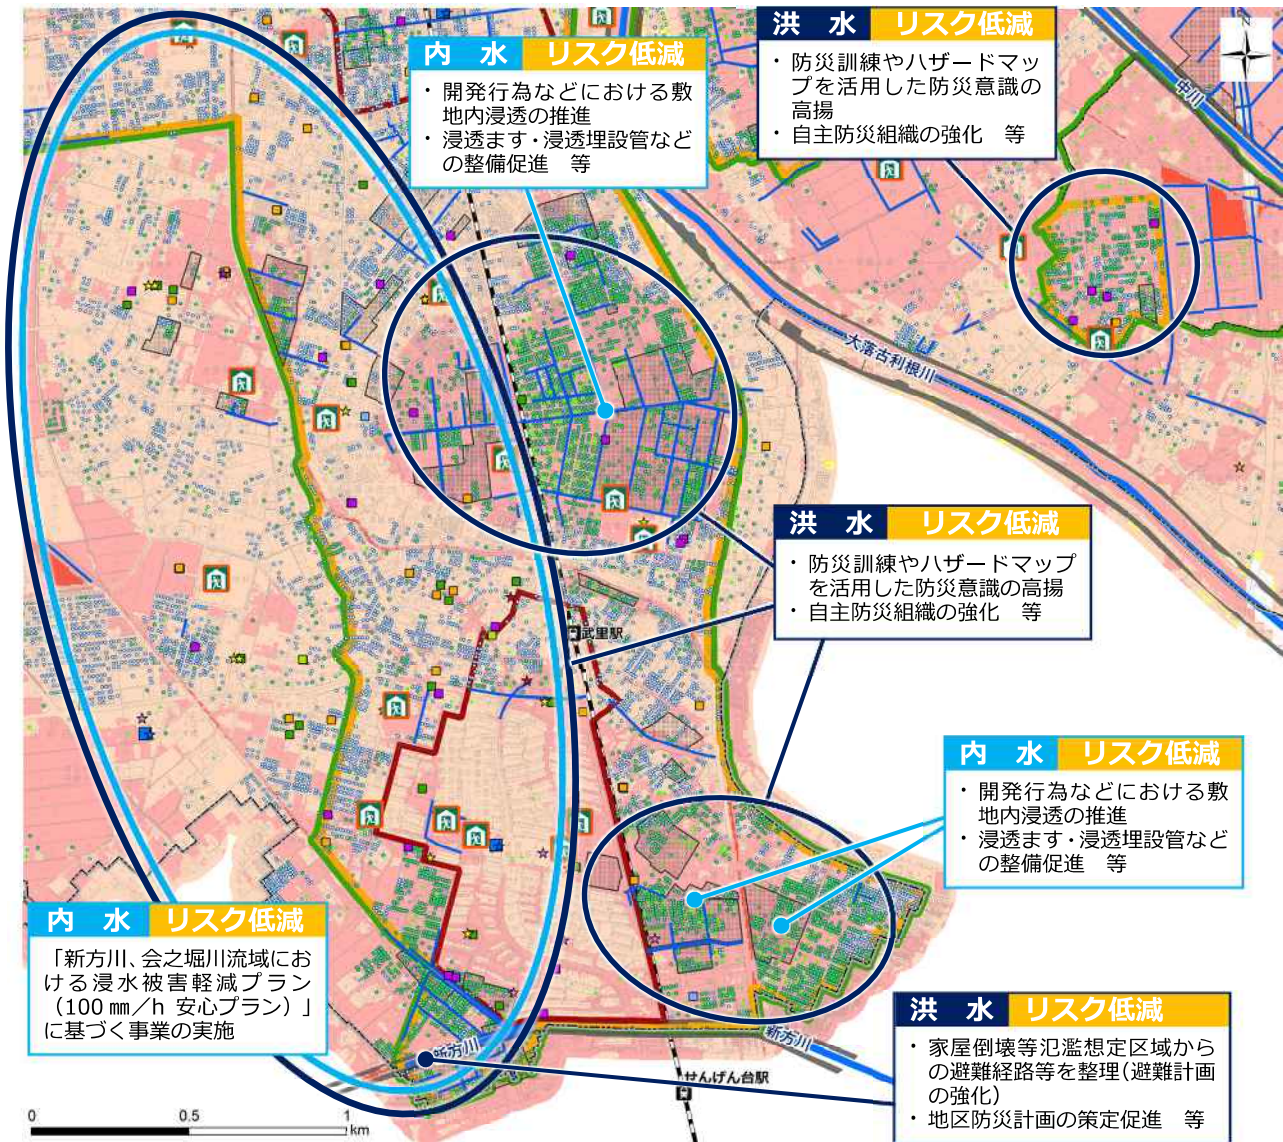 洪 水 リスク低減
・ 防災訓練やハザードマッ
プを活用した防災意識の
高揚
・ 自主防災組織の強化 等
N
中川
内 水 リスク低減
・ 開発行為などにおける敷
地内浸透の推進
・ 浸透ます・浸透埋設管など
の整備促進 等
大落古利根川
洪 水 リスク低減
・ 防災訓練やハザードマップ
を活用した防災意識の高揚
・ 自主防災組織の強化 等
武里駅
内 水 リスク低減
・ 開発行為などにおける敷
地内浸透の推進
・ 浸透ます・浸透埋設管など
の整備促進 等
内 水 リスク低減
「新方川、会之堀川流域にお
ける浸水被害軽減プラン
(100 ㎜/h 安心プラン)」
に基づく事業の実施
洪 水 リスク低減
・ 家屋倒壊等氾濫想定区域から
の避難経路等を整理(避難計画
の強化)
・ 地区防災計画の策定促進 等
新方川
新方川
せんげん台駅
0 0.5 1
km